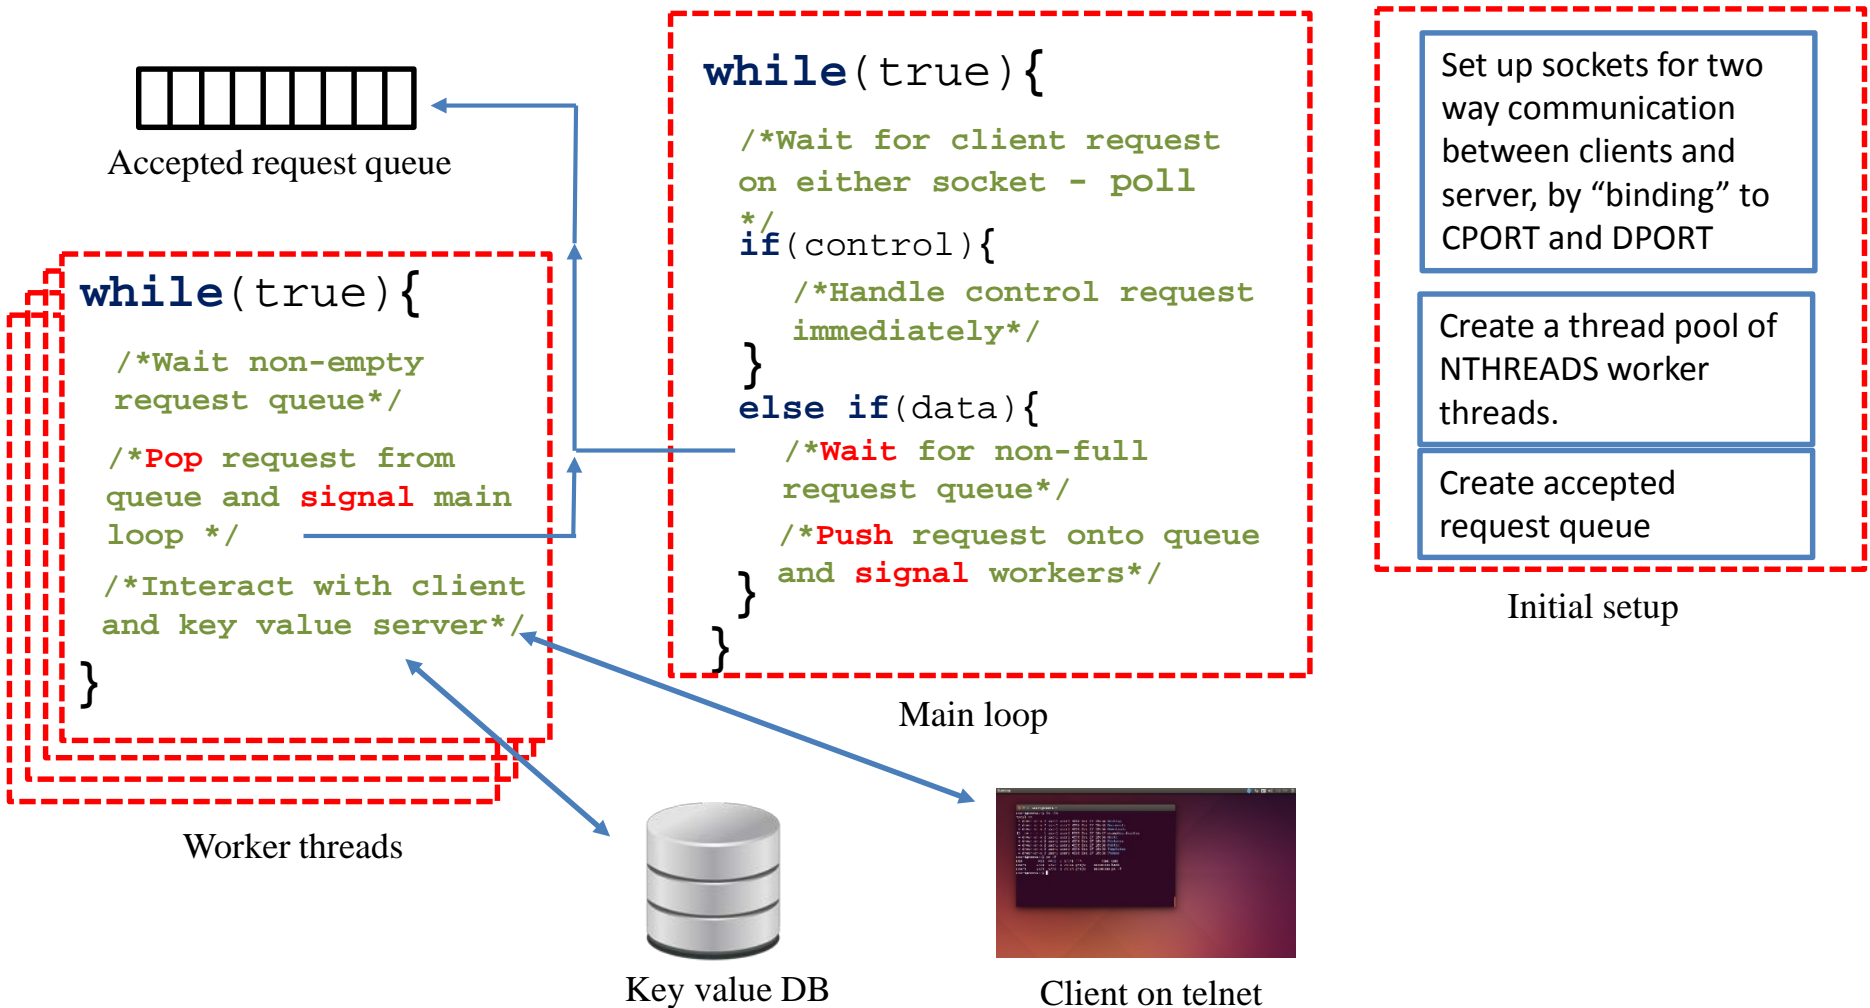 Accepted request queue
while(true){
/*Wait non-empty
request queue*/
/*Pop request from
queue and signal main
loop */
/*Interact with client
and key value server*/
}
Worker threads
while(true){
/*Wait for client request
on either socket - poll
*/
if(control){
/*Handle control request
immediately*/
}
else if(data){
/*Wait for non-full
request queue*/
/*Push request onto queue
and signal workers*/
}
}
Main loop
Set up sockets for two
way communication
between clients and
server, by “binding” to
CPORT and DPORT
Create a thread pool of
NTHREADS worker
threads.
Create accepted
request queue
Initial setup
Key value DB
Client on telnet